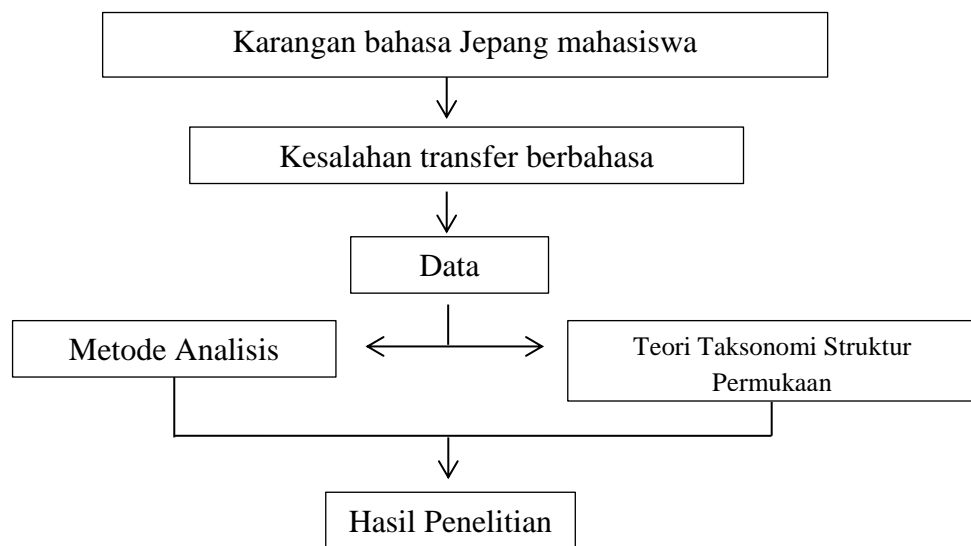 Karangan bahasa Jepang mahasiswa
Kesalahan transfer berbahasa
Data
Metode Analisis
Teori Taksonomi Struktur
Permukaan
Hasil Penelitian